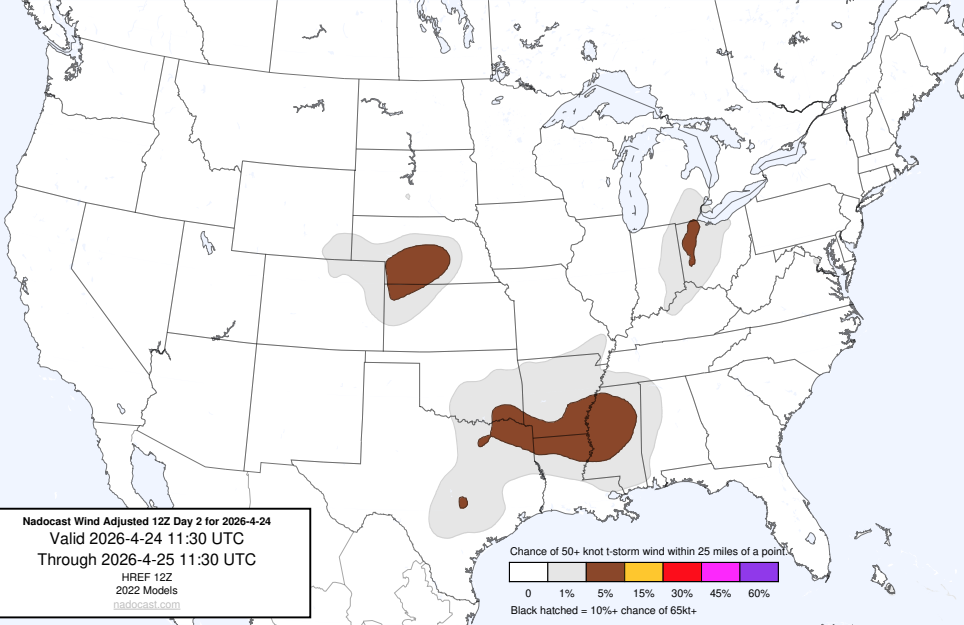 Nadocast Wind Adjusted 12Z Day 2 for 2026-4-24
Valid 2026-4-24 11:30 UTC
Through 2026-4-25 11:30 UTC
HREF 12Z
2022 Models
nadocast.com
Chance of 50+ knot t-storm wind within 25 miles of a point.
0 1% 5% 15% 30% 45% 60%
Black hatched = 10%+ chance of 65kt+